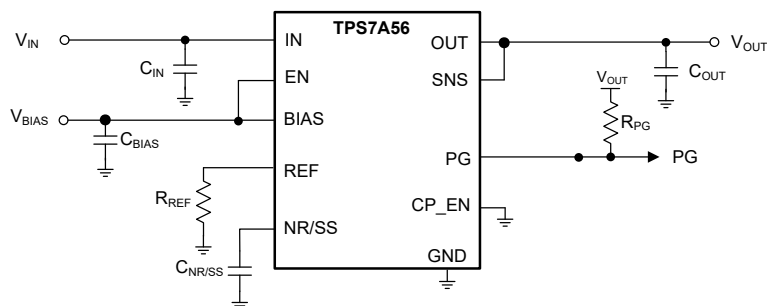 TPS7A56
V_IN
IN
OUT
V_OUT
C_IN
EN
SNS
C_OUT
V_OUT
V_BIAS
BIAS
R_PG
C_BIAS
PG
PG
REF
R_REF
CP_EN
NR/SS
GND
C_NR/SS